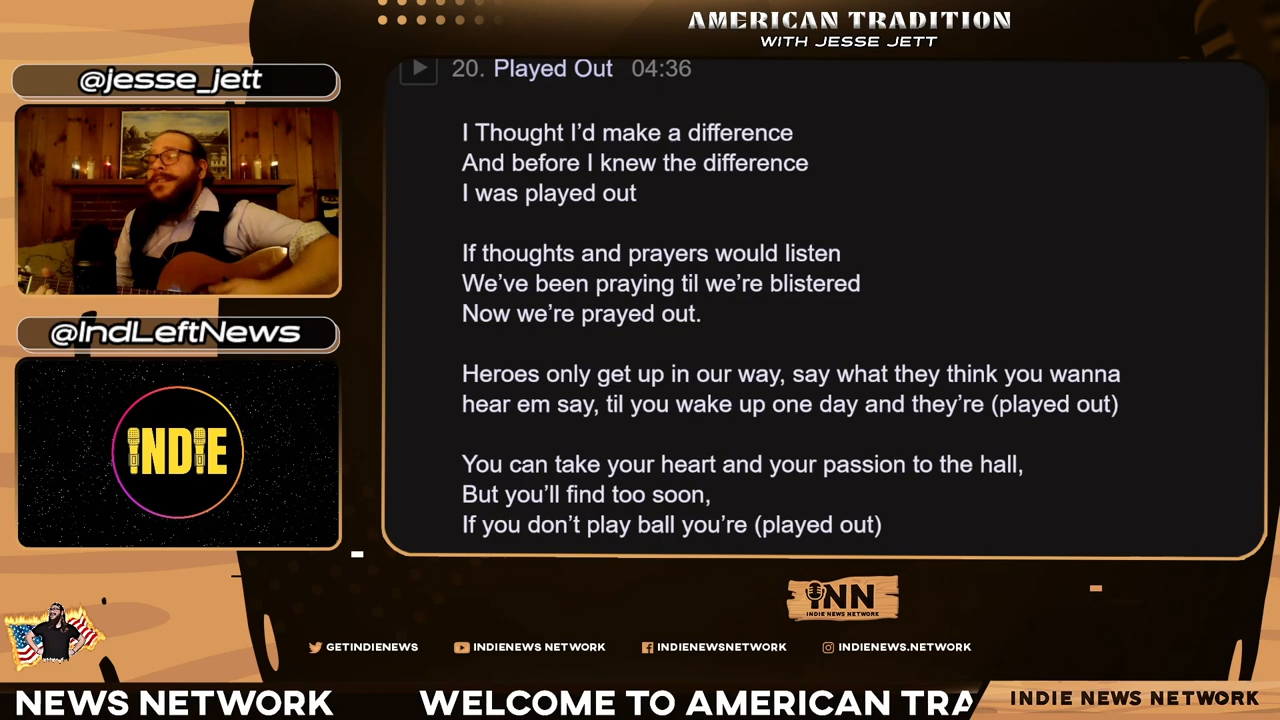 AMERICAN TRADITION
WITH JESSE JETT
@jesse_jett
@IndLeftNews
INDIE
20. Played Out 04:36
I Thought I’d make a difference
And before I knew the difference
I was played out
If thoughts and prayers would listen
We’ve been praying til we’re blistered
Now we’re prayed out.
Heroes only get up in our way, say what they think you wanna
hear em say, til you wake up one day and they’re (played out)
You can take your heart and your passion to the hall,
But you’ll find too soon,
If you don’t play ball you’re (played out)
INN
INDIE NEWS NETWORK
GETINDIENEWS
INDIENEWS NETWORK
INDIENEWSNETWORK
INDIENEWS.NETWORK
NEWS NETWORK WELCOME TO AMERICAN TRA
INDIE NEWS NETWORK